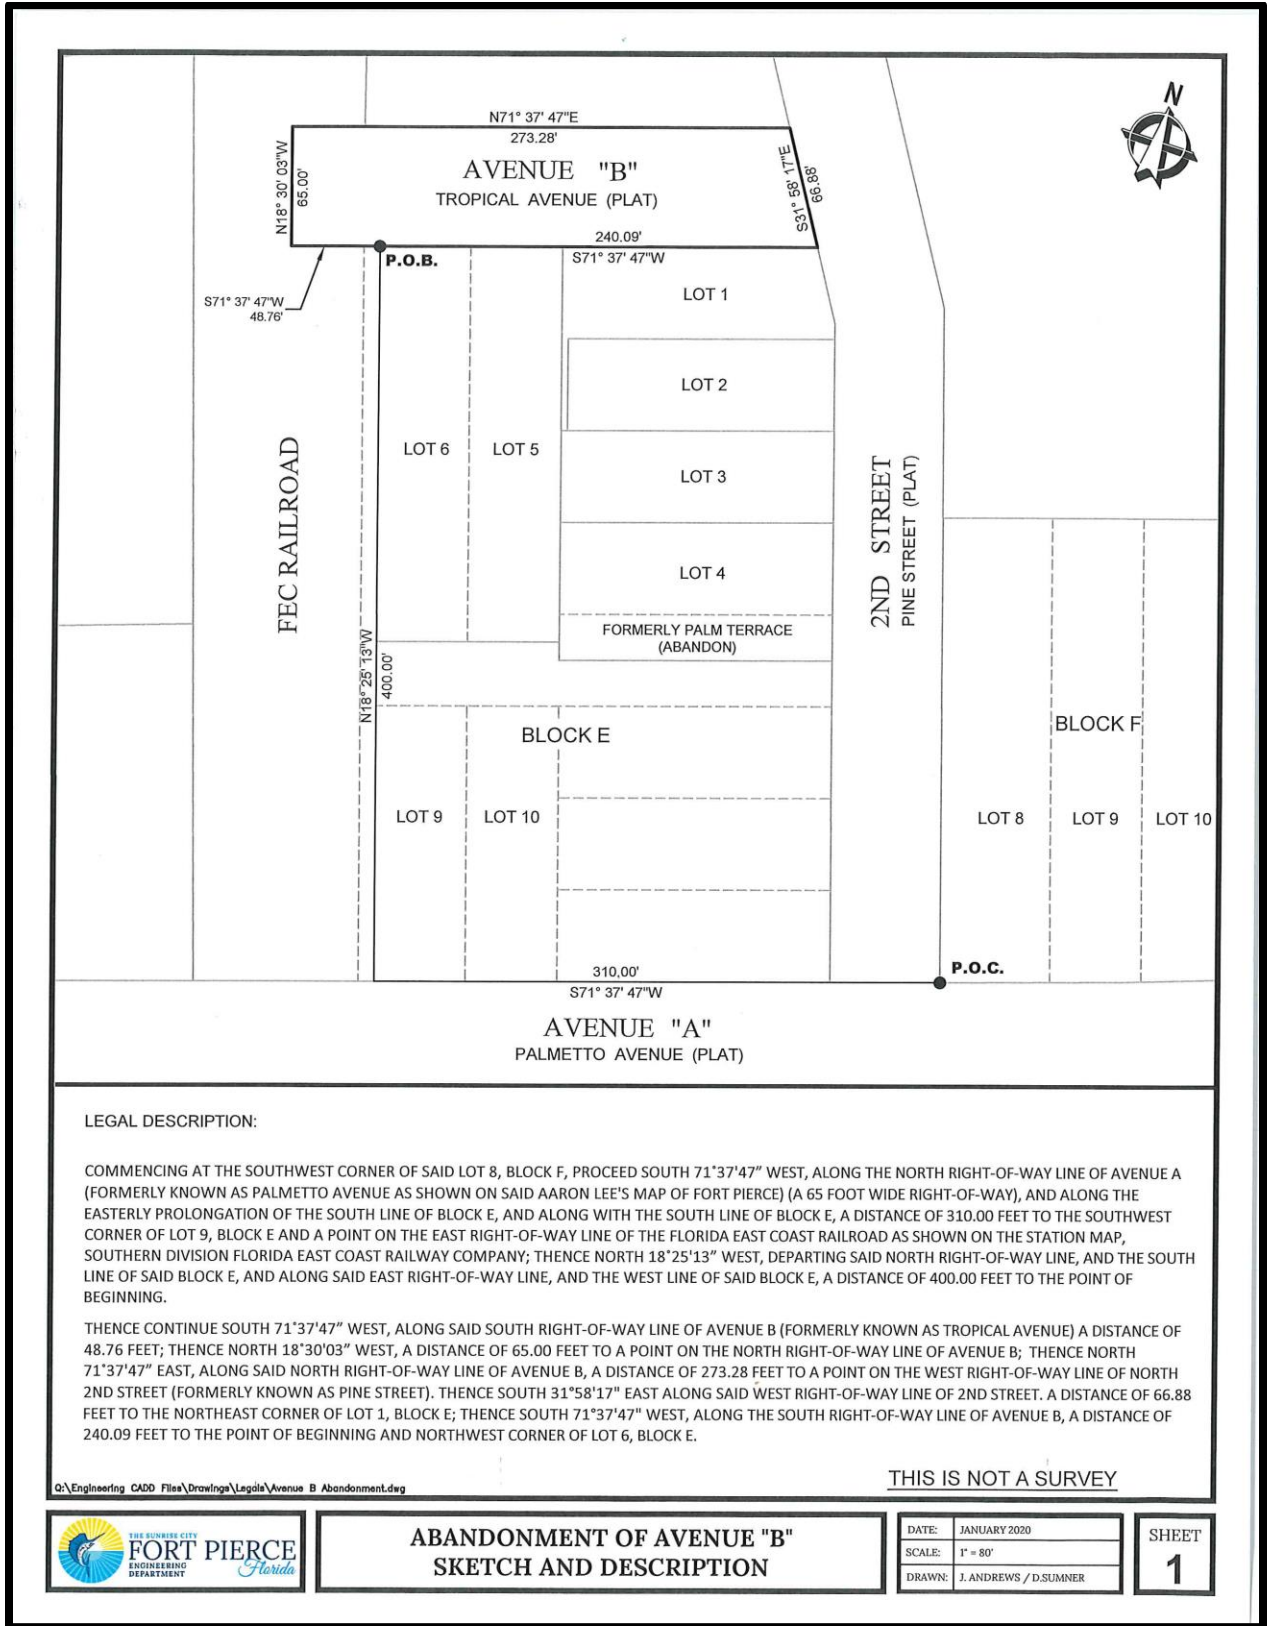 N
N71° 37' 47"E
273.28'
AVENUE "B"
TROPICAL AVENUE (PLAT)
N18° 30' 03"W
65.00'
S31° 58' 17"E
66.88'
240.09'
S71° 37' 47"W
P.O.B.
S71° 37' 47"W
48.76'
LOT 1
LOT 2
LOT 6
LOT 5
LOT 3
LOT 4
FEC RAILROAD
2ND STREET
PINE STREET (PLAT)
FORMERLY PALM TERRACE
(ABANDON)
N18° 25' 13"W
400.00'
BLOCK E
BLOCK F
LOT 9
LOT 10
LOT 8
LOT 9
LOT 10
310.00'
S71° 37' 47"W
P.O.C.
AVENUE "A"
PALMETTO AVENUE (PLAT)
LEGAL DESCRIPTION:
COMMENCING AT THE SOUTHWEST CORNER OF SAID LOT 8, BLOCK F, PROCEED SOUTH 71°37'47" WEST, ALONG THE NORTH RIGHT-OF-WAY LINE OF AVENUE A
(FORMERLY KNOWN AS PALMETTO AVENUE AS SHOWN ON SAID AARON LEE'S MAP OF FORT PIERCE) (A 65 FOOT WIDE RIGHT-OF-WAY), AND ALONG THE
EASTERLY PROLONGATION OF THE SOUTH LINE OF BLOCK E, AND ALONG WITH THE SOUTH LINE OF BLOCK E, A DISTANCE OF 310.00 FEET TO THE SOUTHWEST
CORNER OF LOT 9, BLOCK E AND A POINT ON THE EAST RIGHT-OF-WAY LINE OF THE FLORIDA EAST COAST RAILROAD AS SHOWN ON THE STATION MAP,
SOUTHERN DIVISION FLORIDA EAST COAST RAILWAY COMPANY; THENCE NORTH 18°25'13" WEST, DEPARTING SAID NORTH RIGHT-OF-WAY LINE, AND THE SOUTH
LINE OF SAID BLOCK E, AND ALONG SAID EAST RIGHT-OF-WAY LINE, AND THE WEST LINE OF SAID BLOCK E, A DISTANCE OF 400.00 FEET TO THE POINT OF
BEGINNING.
THENCE CONTINUE SOUTH 71°37'47" WEST, ALONG SAID SOUTH RIGHT-OF-WAY LINE OF AVENUE B (FORMERLY KNOWN AS TROPICAL AVENUE) A DISTANCE OF
48.76 FEET; THENCE NORTH 18°30'03" WEST, A DISTANCE OF 65.00 FEET TO A POINT ON THE NORTH RIGHT-OF-WAY LINE OF AVENUE B; THENCE NORTH
71°37'47" EAST, ALONG SAID NORTH RIGHT-OF-WAY LINE OF AVENUE B, A DISTANCE OF 273.28 FEET TO A POINT ON THE WEST RIGHT-OF-WAY LINE OF NORTH
2ND STREET (FORMERLY KNOWN AS PINE STREET). THENCE SOUTH 31°58'17" EAST ALONG SAID WEST RIGHT-OF-WAY LINE OF 2ND STREET. A DISTANCE OF 66.88
FEET TO THE NORTHEAST CORNER OF LOT 1, BLOCK E; THENCE SOUTH 71°37'47" WEST, ALONG THE SOUTH RIGHT-OF-WAY LINE OF AVENUE B, A DISTANCE OF
240.09 FEET TO THE POINT OF BEGINNING AND NORTHWEST CORNER OF LOT 6, BLOCK E.
THIS IS NOT A SURVEY
Q:\Engineering CADD Files\Drawings\Legals\Avenue B Abandonment.dwg
THE SUNRISE CITY
FORT PIERCE
ENGINEERING
DEPARTMENT
Florida
ABANDONMENT OF AVENUE "B"
SKETCH AND DESCRIPTION
DATE: JANUARY 2020
SCALE: 1" = 80'
DRAWN: J. ANDREWS / D.SUMNER
SHEET
1